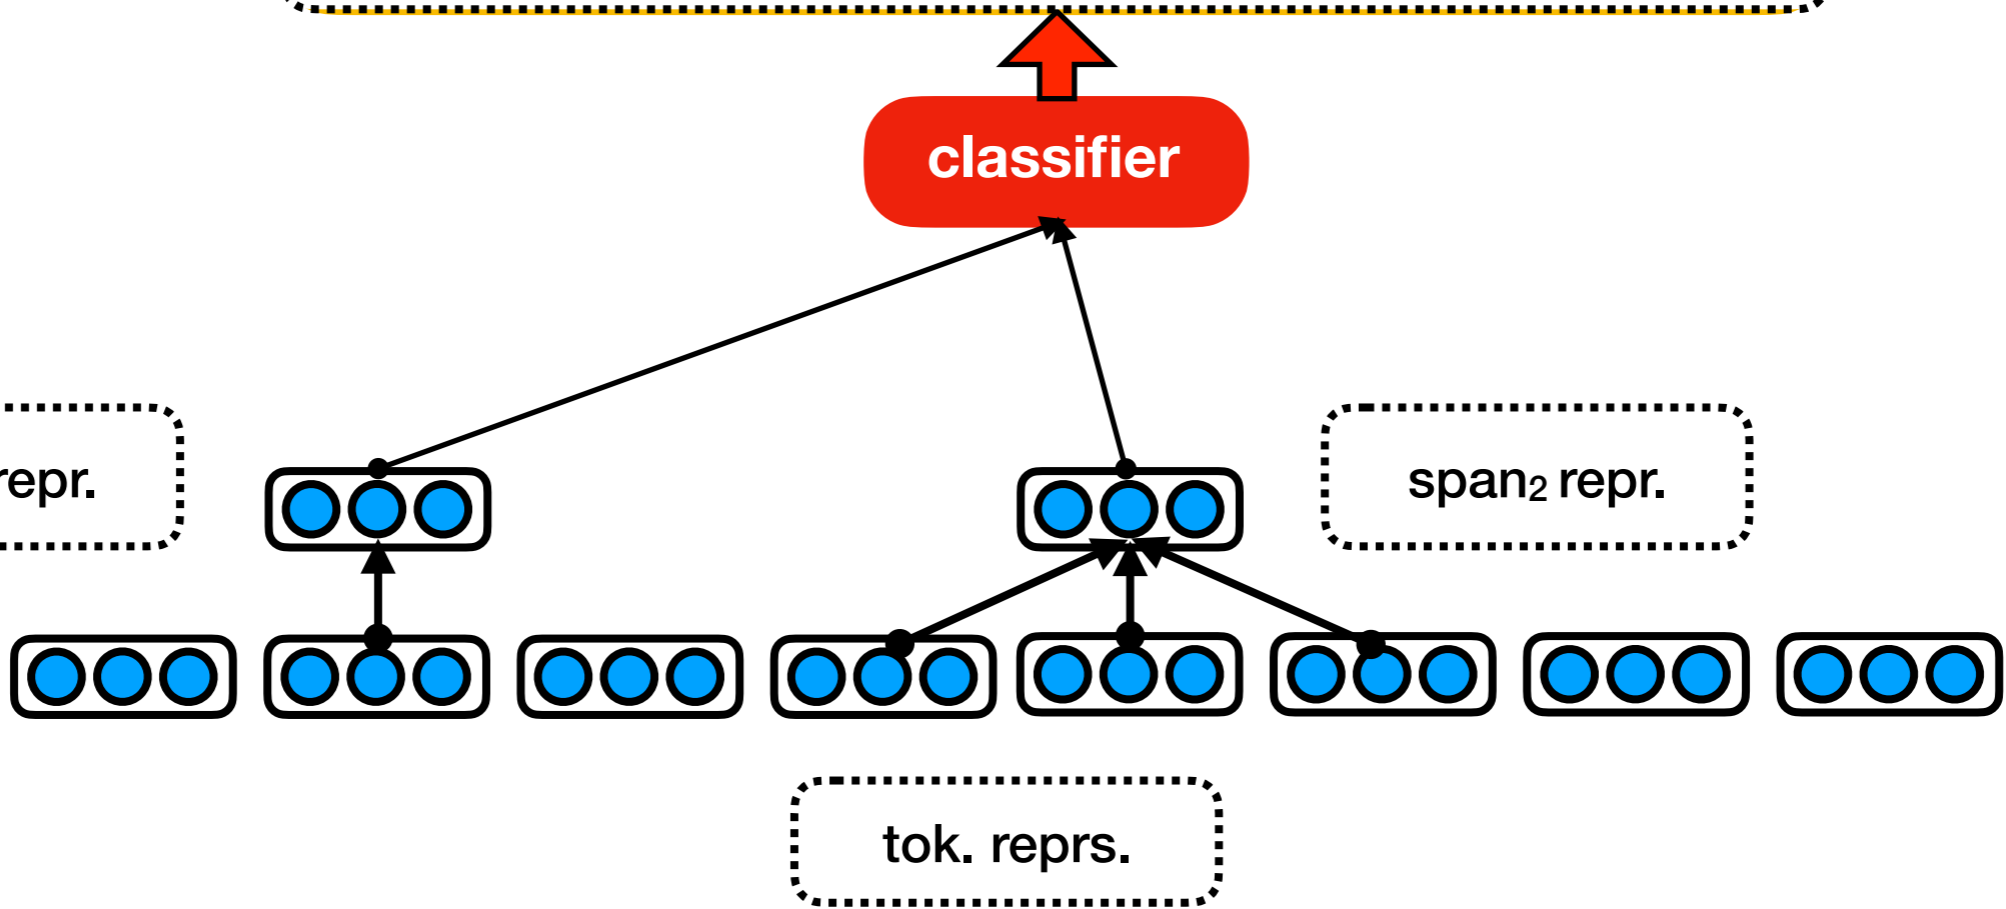 classifier
repr.
span₂ repr.
tok. reprs.